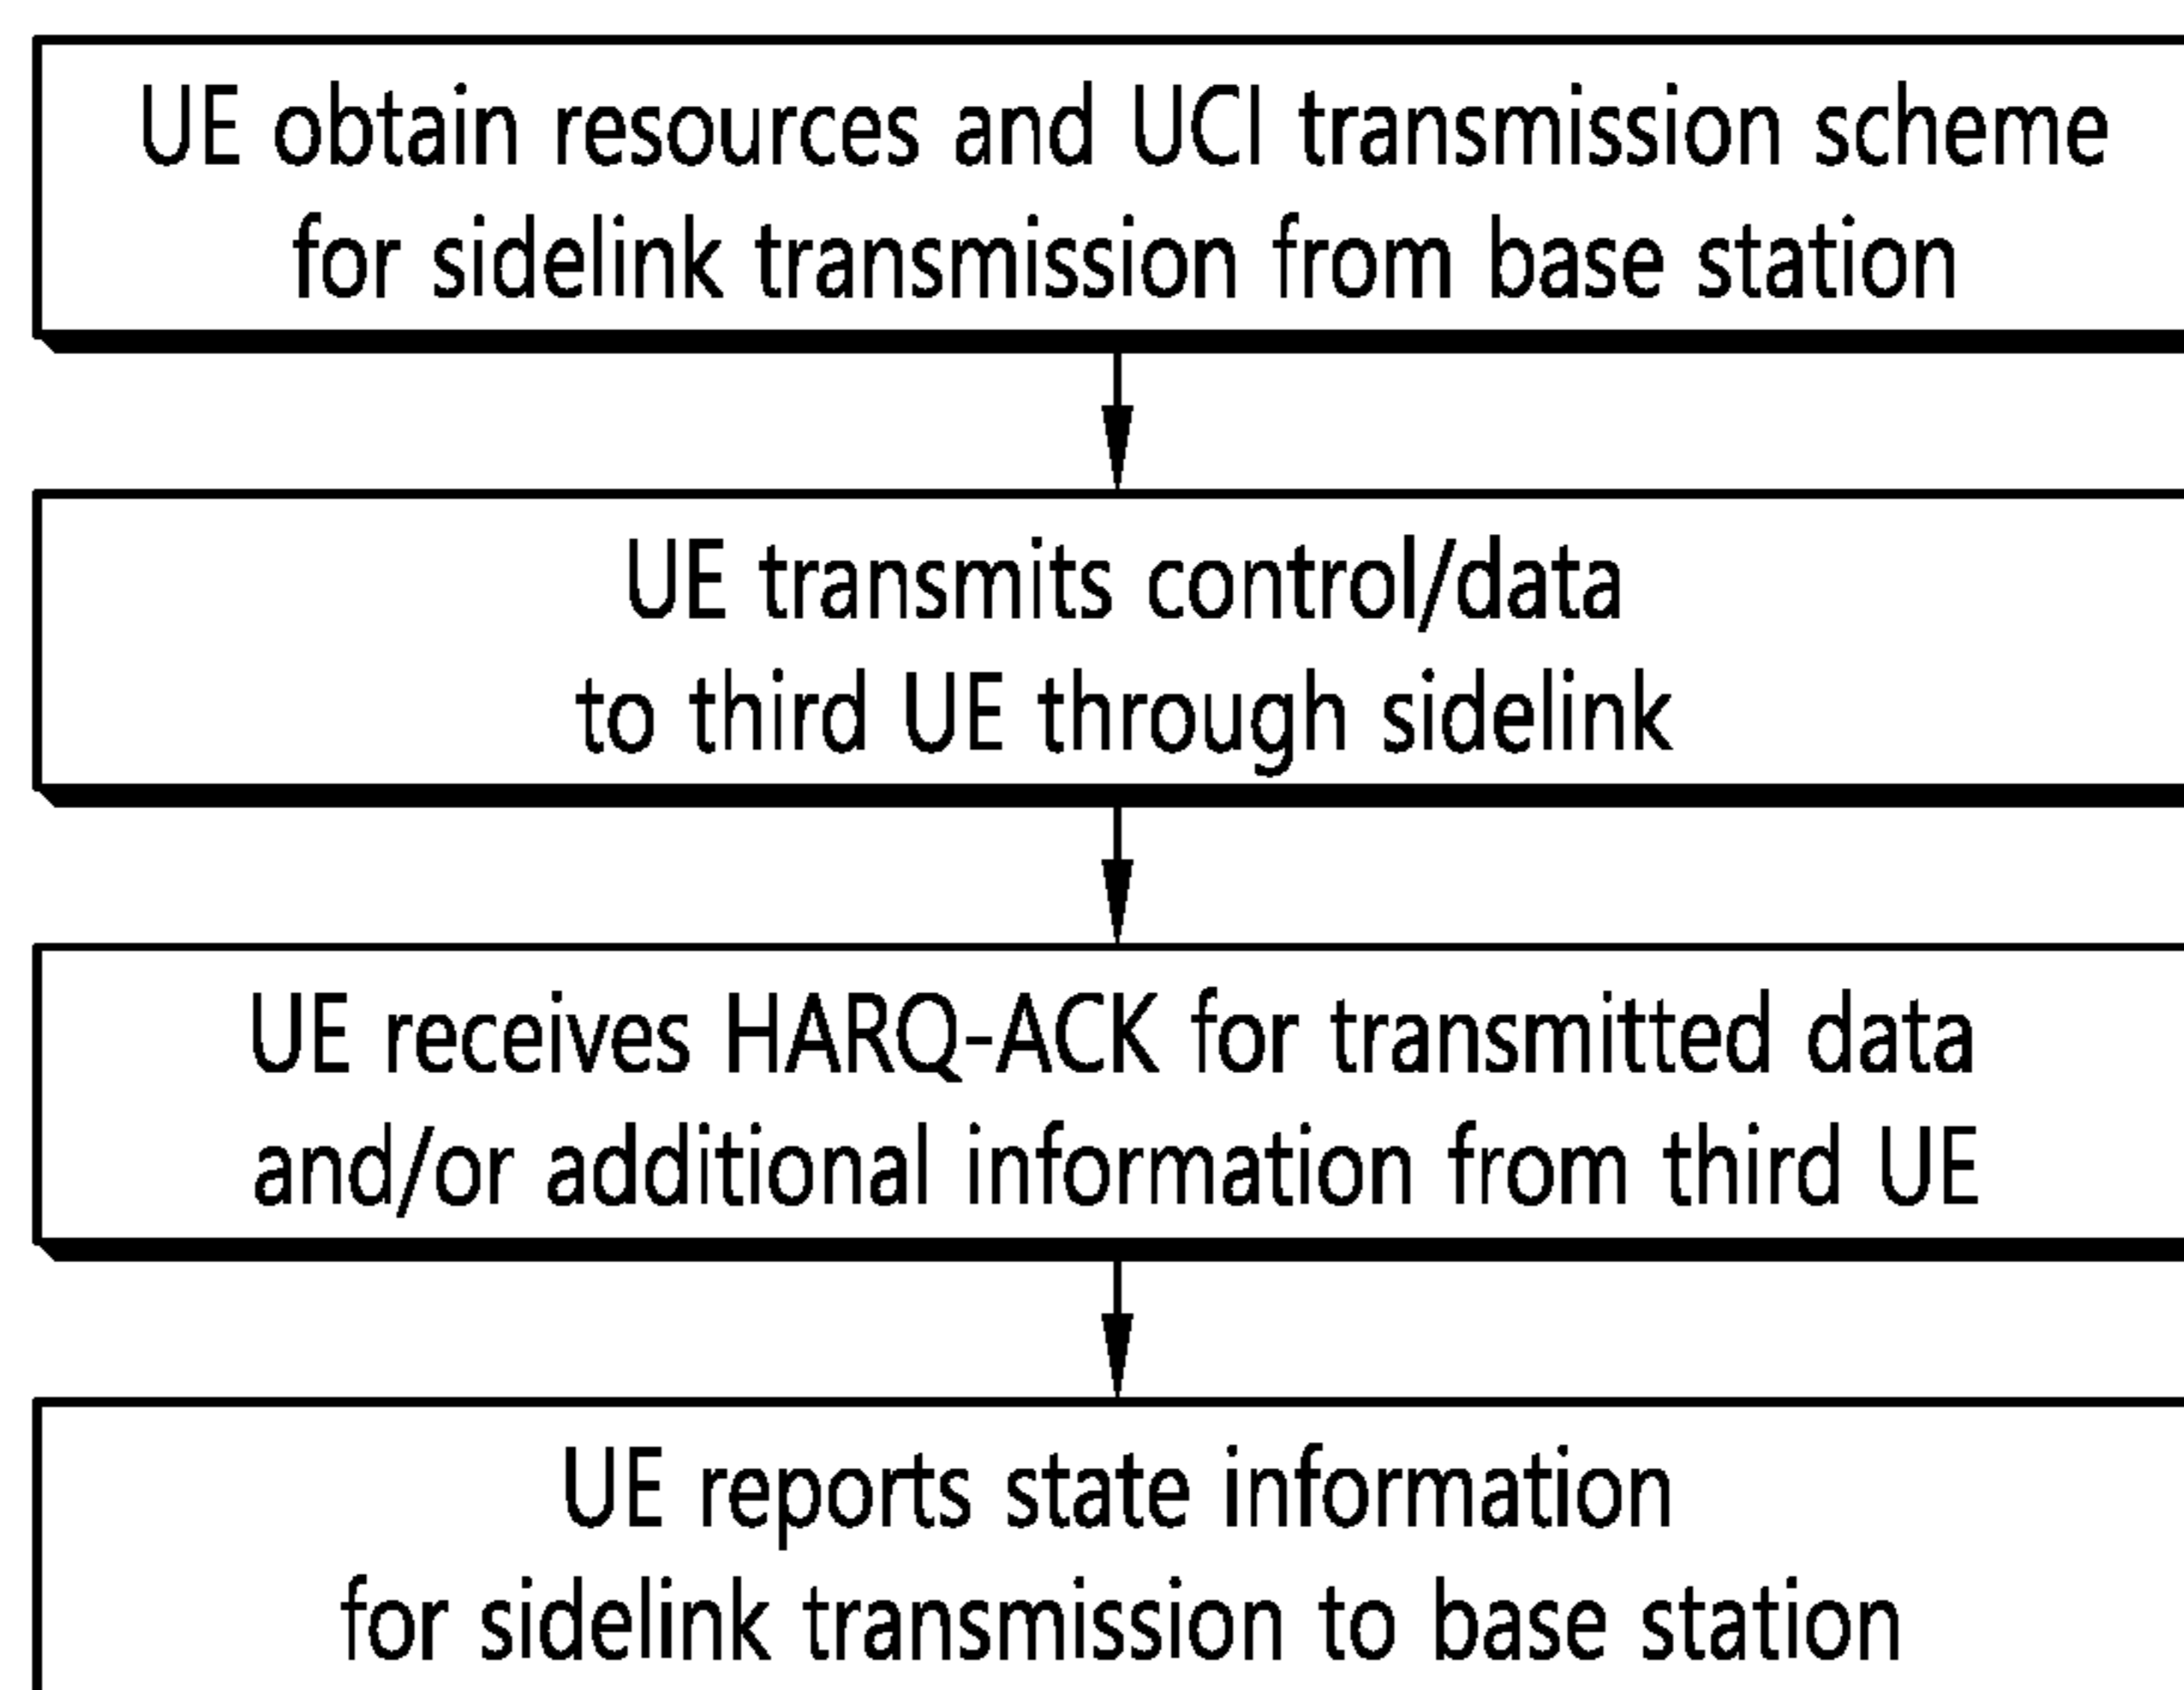 UE obtain resources and UCI transmission scheme
for sidelink transmission from base station
UE transmits control/data
to third UE through sidelink
UE receives HARQ-ACK for transmitted data
and/or additional information from third UE
UE reports state information
for sidelink transmission to base station